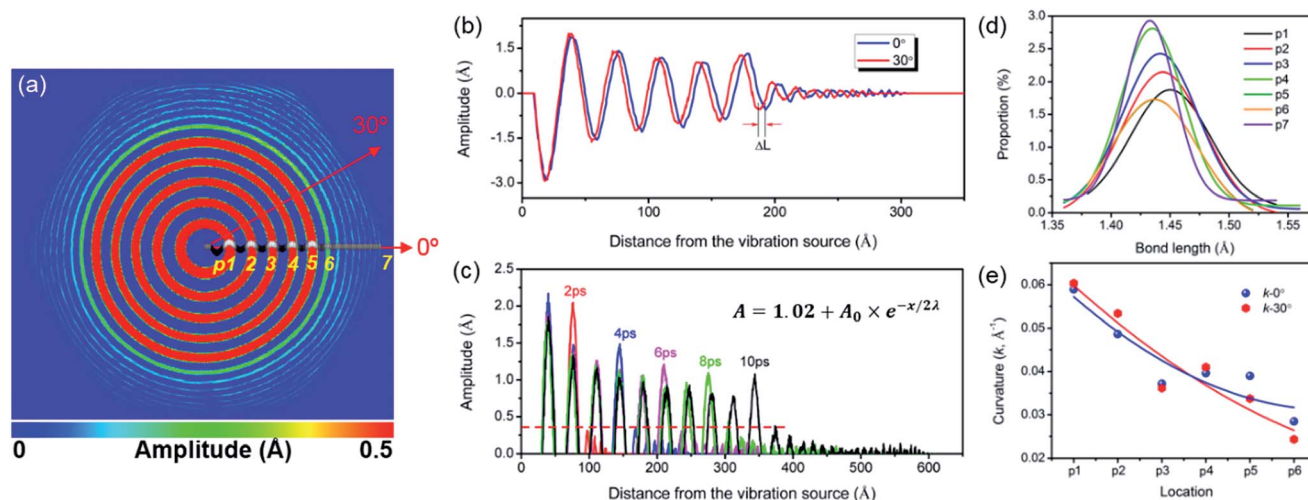 (a)
30°
0°
p1 2 3 4 5 6 7
0 Amplitude (Å) 0.5
(b)
Amplitude (Å)
1.5
0.0
-1.5
-3.0
0°
30°
ΔL
0 100 200 300
Distance from the vibration source (Å)
(c)
Amplitude (Å)
2.5
2.0
1.5
1.0
0.5
0.0
2ps
4ps
6ps
8ps
10ps
A = 1.02 + A₀ × e^{-x/2λ}
0 100 200 300 400 500 600
Distance from the vibration source (Å)
(d)
Proportion (%)
3.0
2.5
2.0
1.5
1.0
0.5
0.0
p1
p2
p3
p4
p5
p6
p7
1.35 1.40 1.45 1.50 1.55
Bond length (Å)
(e)
Curvature (k, Å⁻¹)
0.06
0.05
0.04
0.03
0.02
k-0°
k-30°
p1 p2 p3 p4 p5 p6
Location